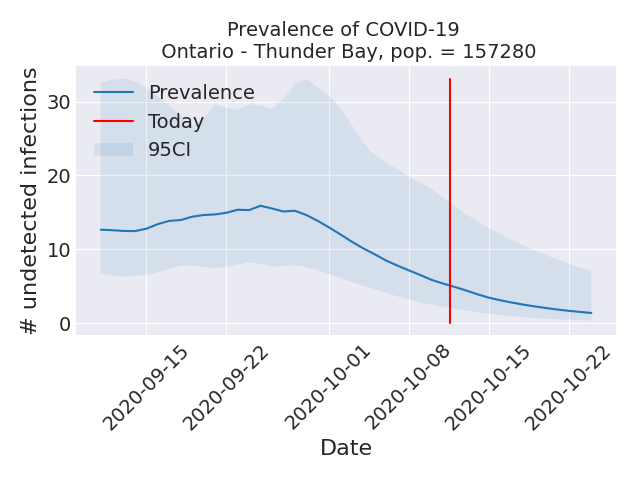 Prevalence of COVID-19
Ontario - Thunder Bay, pop. = 157280
# undetected infections
30
20
10
0
Prevalence
Today
95CI
2020-09-15
2020-09-22
2020-10-01
2020-10-08
2020-10-15
2020-10-22
Date